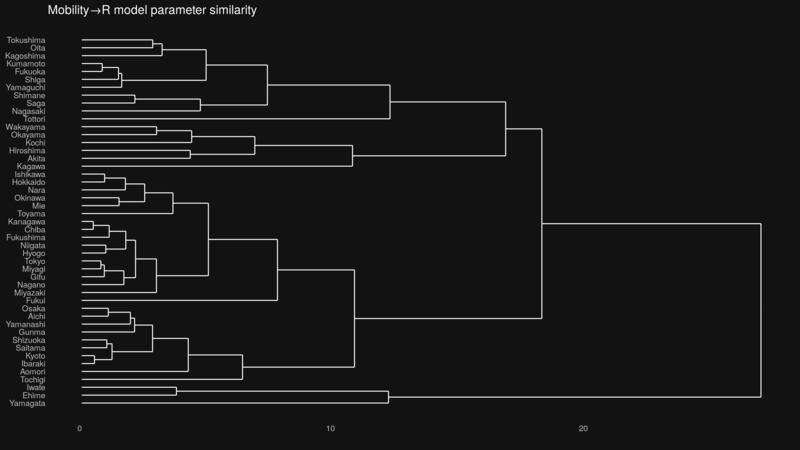 Mobility→R model parameter similarity
Tokushima
Oita
Kagoshima
Kumamoto
Fukuoka
Shiga
Yamaguchi
Shimane
Saga
Nagasaki
Tottori
Wakayama
Okayama
Kochi
Hiroshima
Akita
Kagawa
Ishikawa
Hokkaido
Nara
Okinawa
Mie
Toyama
Kanagawa
Chiba
Fukushima
Niigata
Hyogo
Tokyo
Miyagi
Gifu
Nagano
Miyazaki
Fukui
Osaka
Aichi
Yamanashi
Gunma
Shizuoka
Saitama
Kyoto
Ibaraki
Aomori
Tochigi
Iwate
Ehime
Yamagata
0 10 20